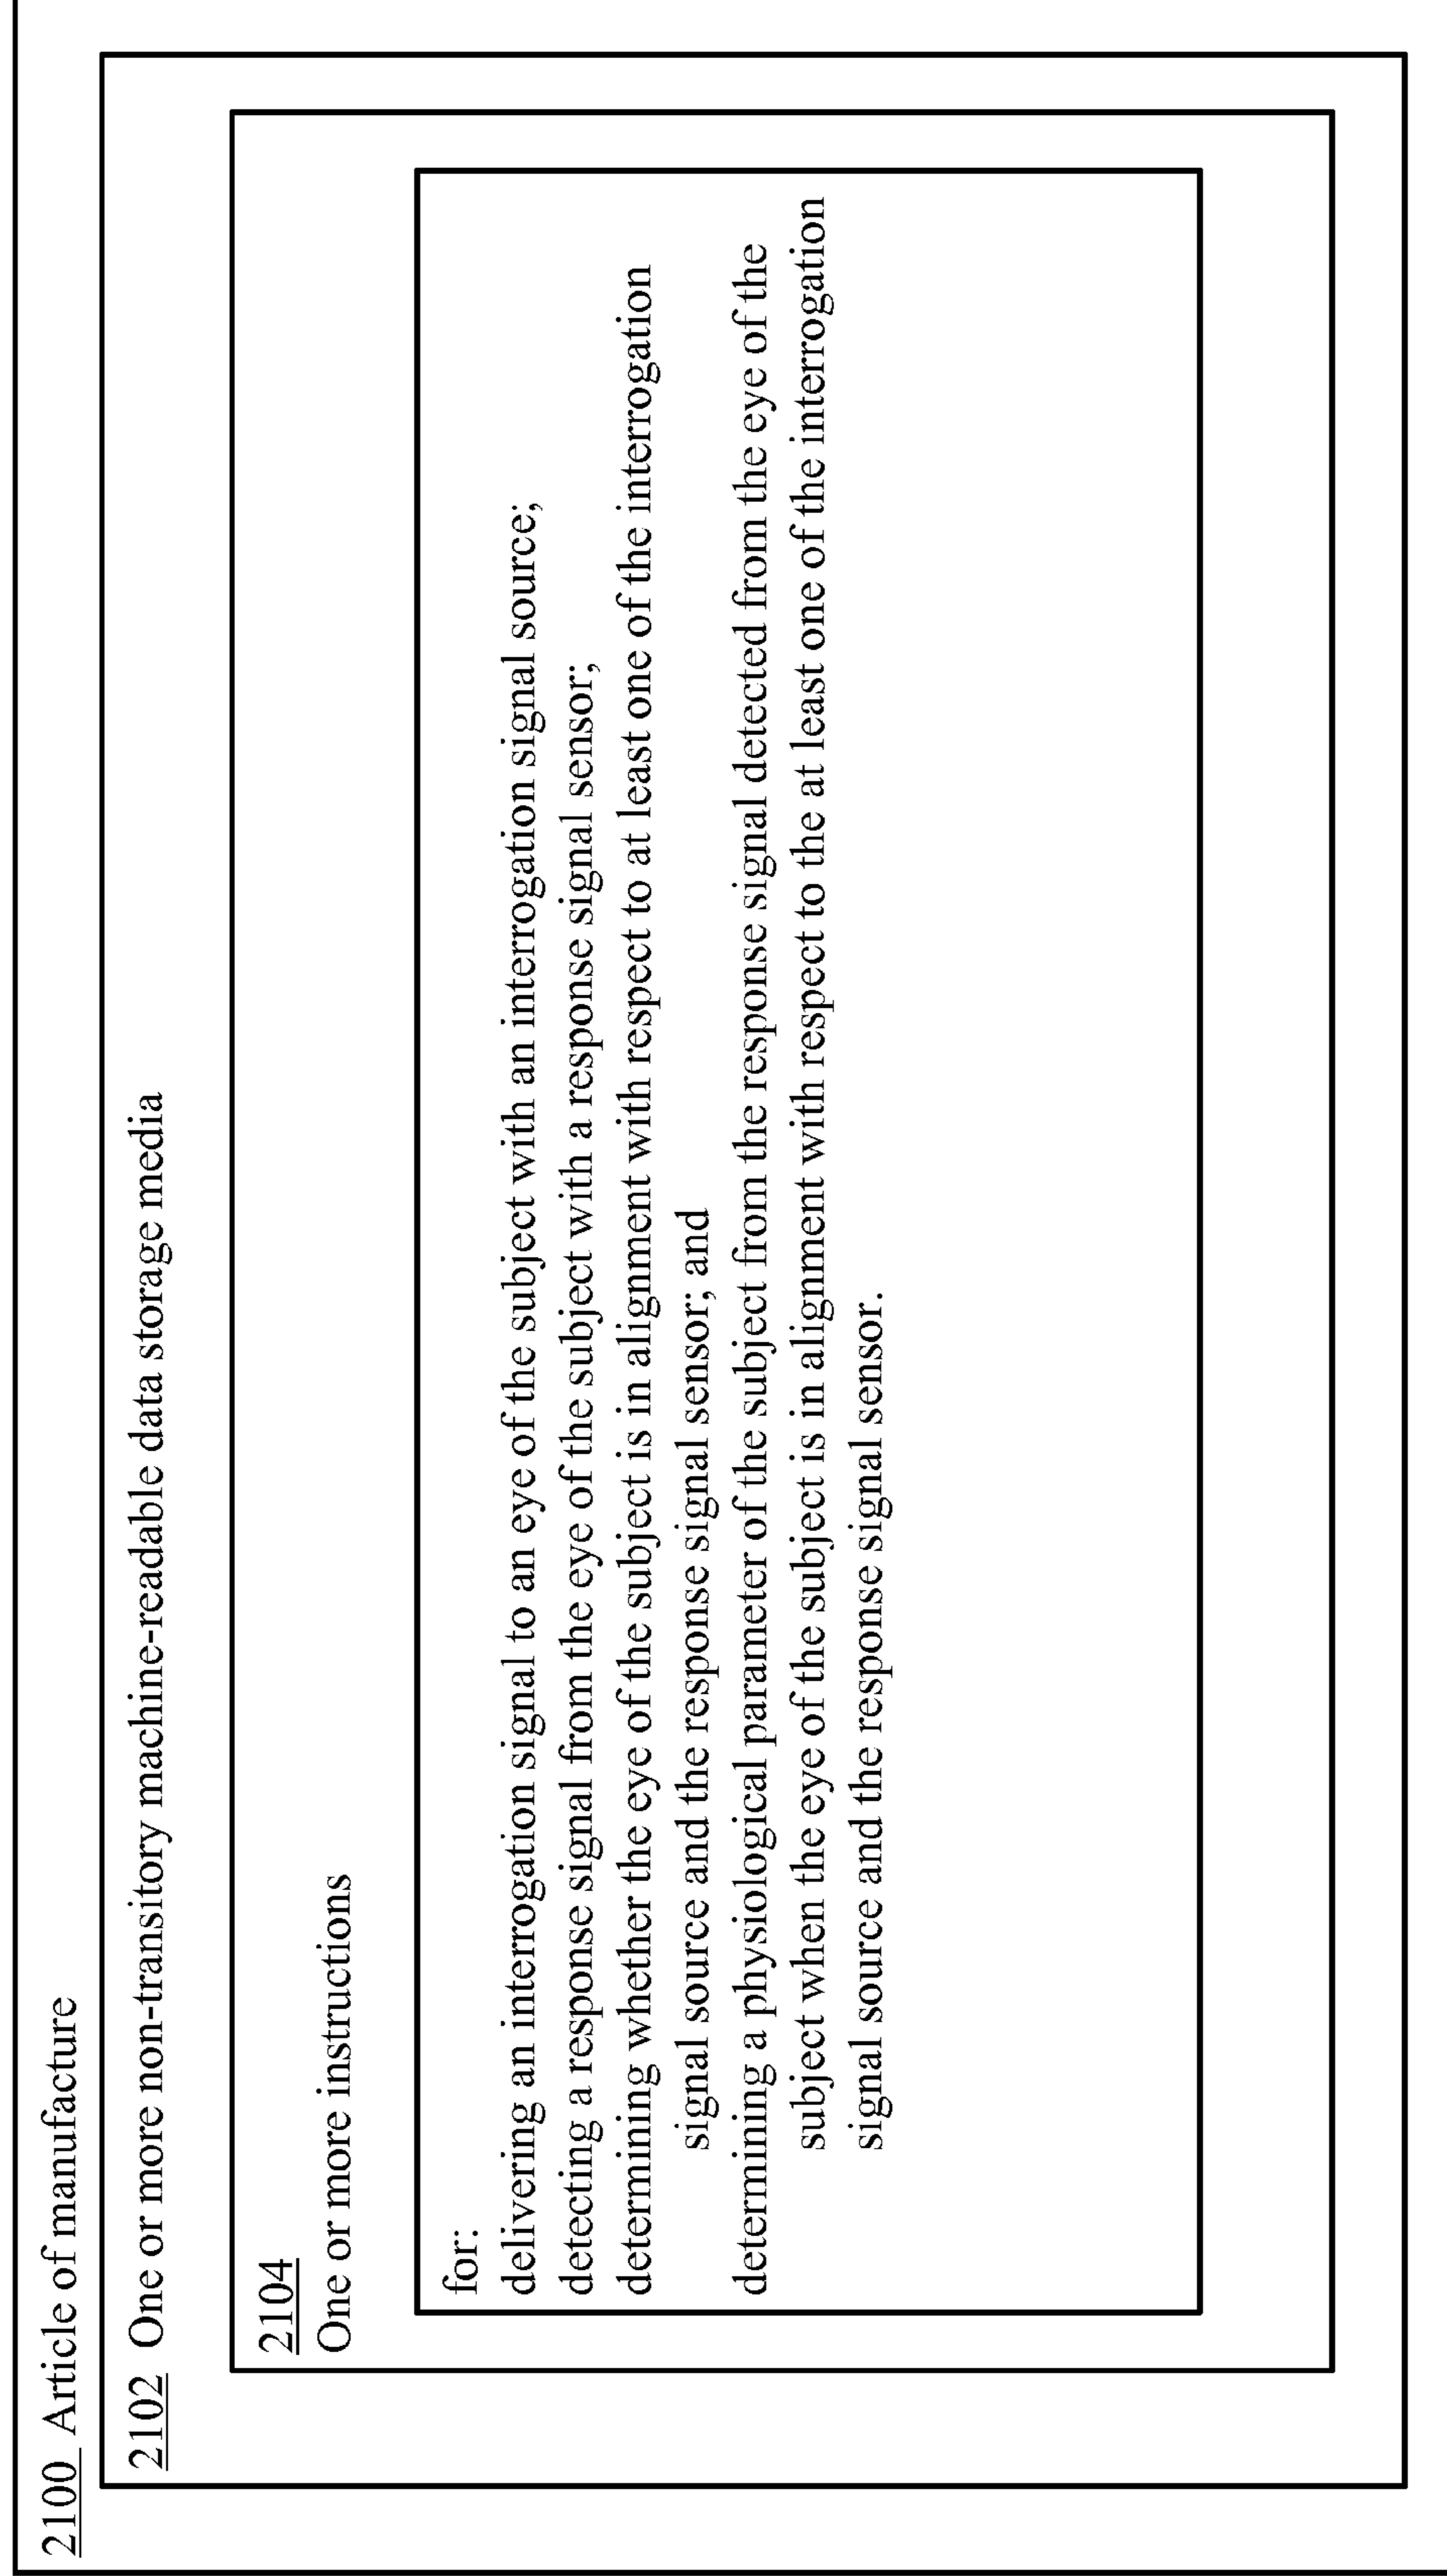 2100 Article of manufacture
2102 One or more non-transitory machine-readable data storage media
2104
One or more instructions
for:
delivering an interrogation signal to an eye of the subject with an interrogation signal source;
detecting a response signal from the eye of the subject with a response signal sensor;
determining whether the eye of the subject is in alignment with respect to at least one of the interrogation
signal source and the response signal sensor; and
determining a physiological parameter of the subject from the response signal detected from the eye of the
subject when the eye of the subject is in alignment with respect to the at least one of the interrogation
signal source and the response signal sensor.